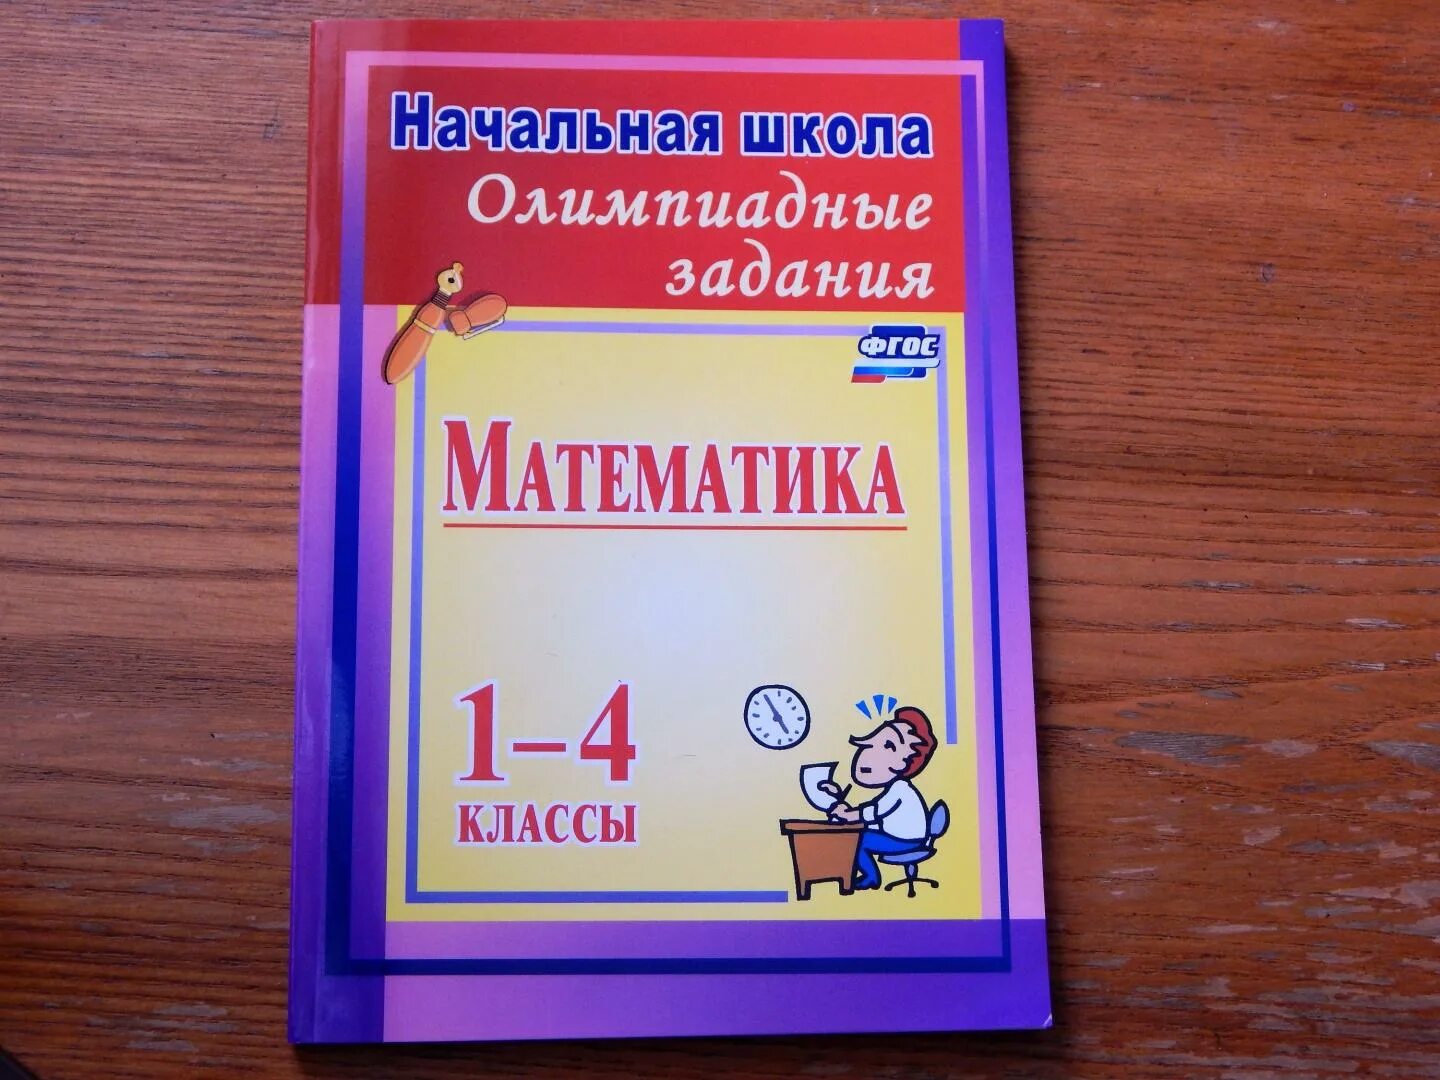 Начальная школа
Олимпиадные
задания
ФГОС
Математика
1–4
классы